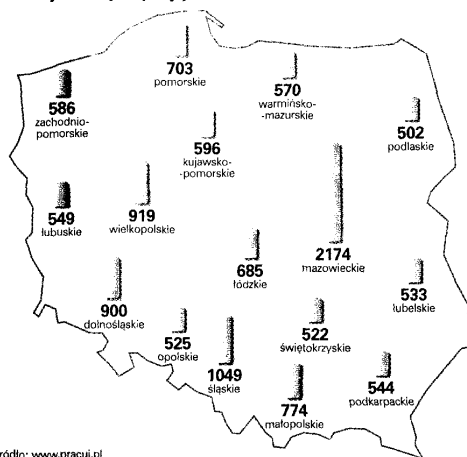 703
pomorskie
586
zachodnio-
pomorskie
570
warmińsko-
-mazurskie
502
podlaskie
596
kujawsko-
-pomorskie
549
lubuskie
919
wielkopolskie
2174
mazowieckie
685
łódzkie
533
lubelskie
900
dolnośląskie
525
opolskie
522
świętokrzyskie
1049
śląskie
774
małopolskie
544
podkarpackie
ródło: www.pracuj.pl